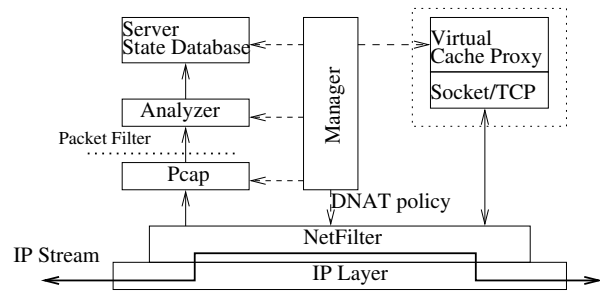 Server
State Database
Virtual
Cache Proxy
Socket/TCP
Manager
Analyzer
Packet Filter
Pcap
DNAT policy
NetFilter
IP Stream
IP Layer